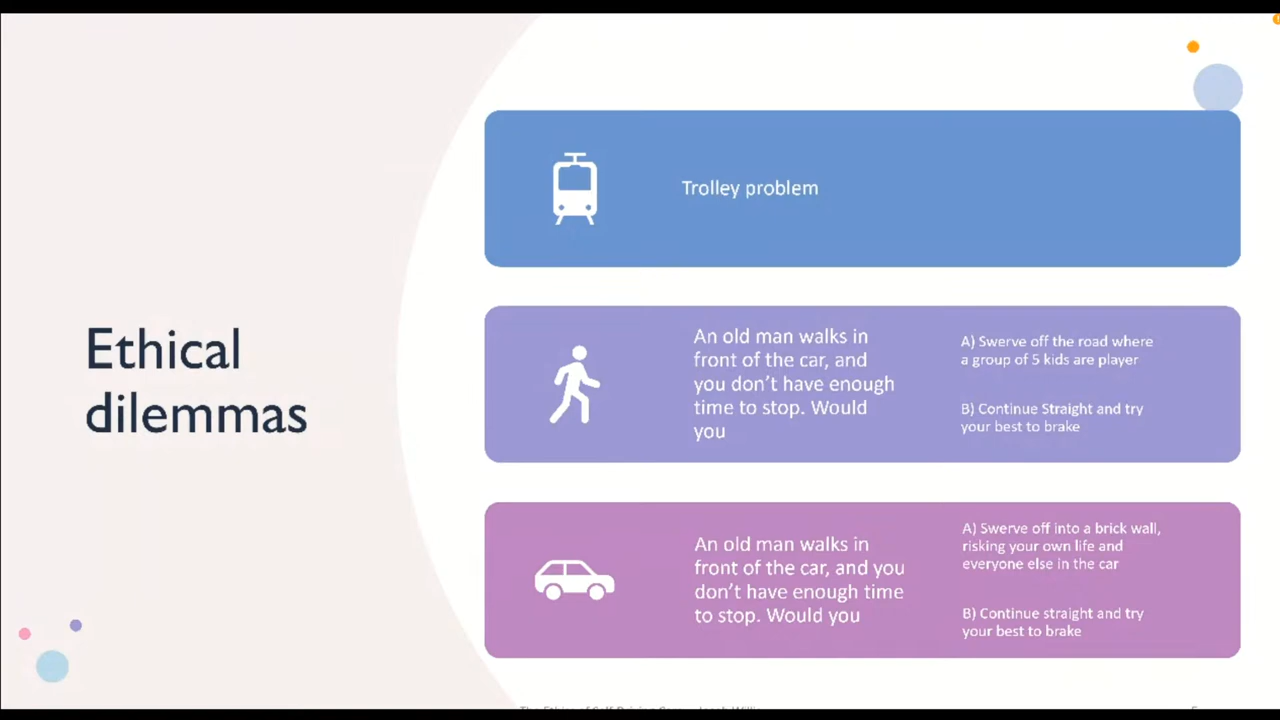 Ethical
dilemmas
Trolley problem
An old man walks in
front of the car, and
you don't have enough
time to stop. Would
you
A) Swerve off the road where
a group of 5 kids are player
B) Continue Straight and try
your best to brake
An old man walks in
front of the car, and you
don't have enough time
to stop. Would you
A) Swerve off into a brick wall,
risking your own life and
everyone else in the car
B) Continue straight and try
your best to brake